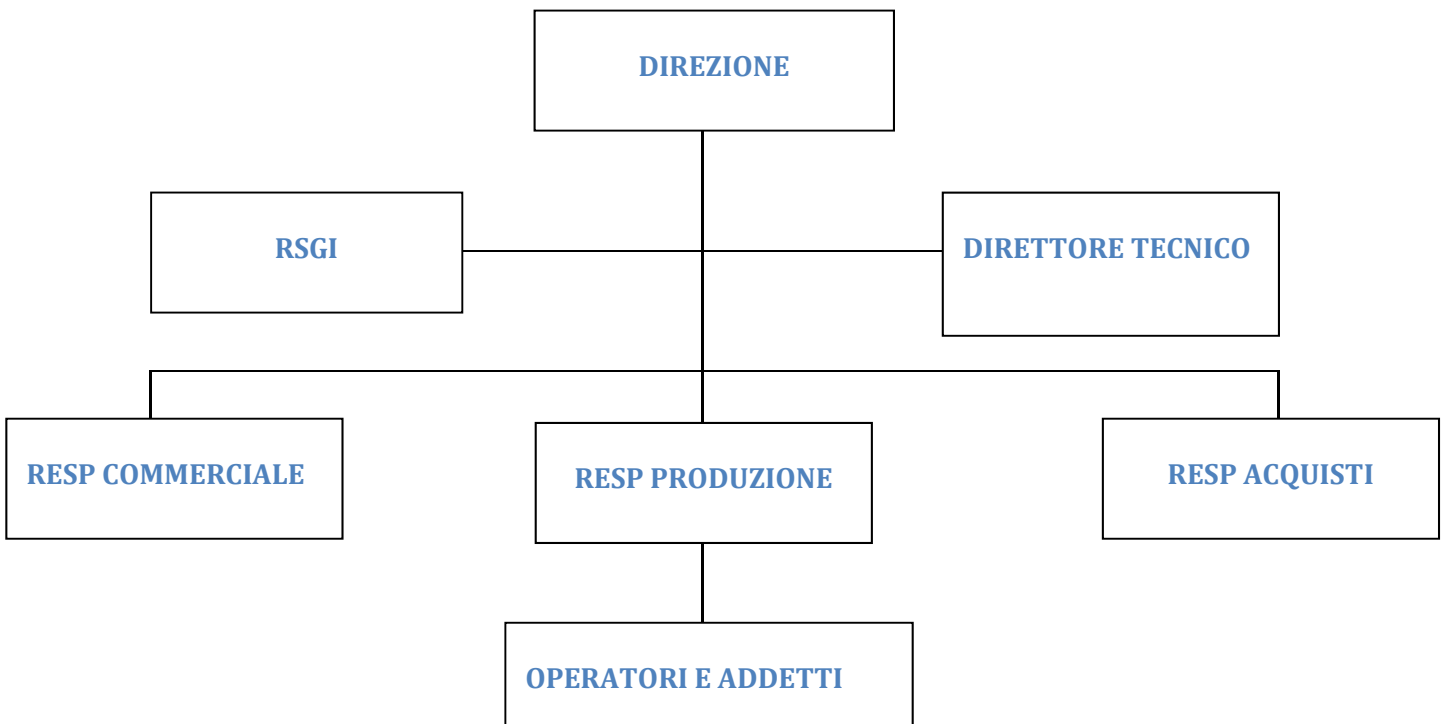 DIREZIONE
RSGI
DIRETTORE TECNICO
RESP COMMERCIALE
RESP PRODUZIONE
RESP ACQUISTI
OPERATORI E ADDETTI